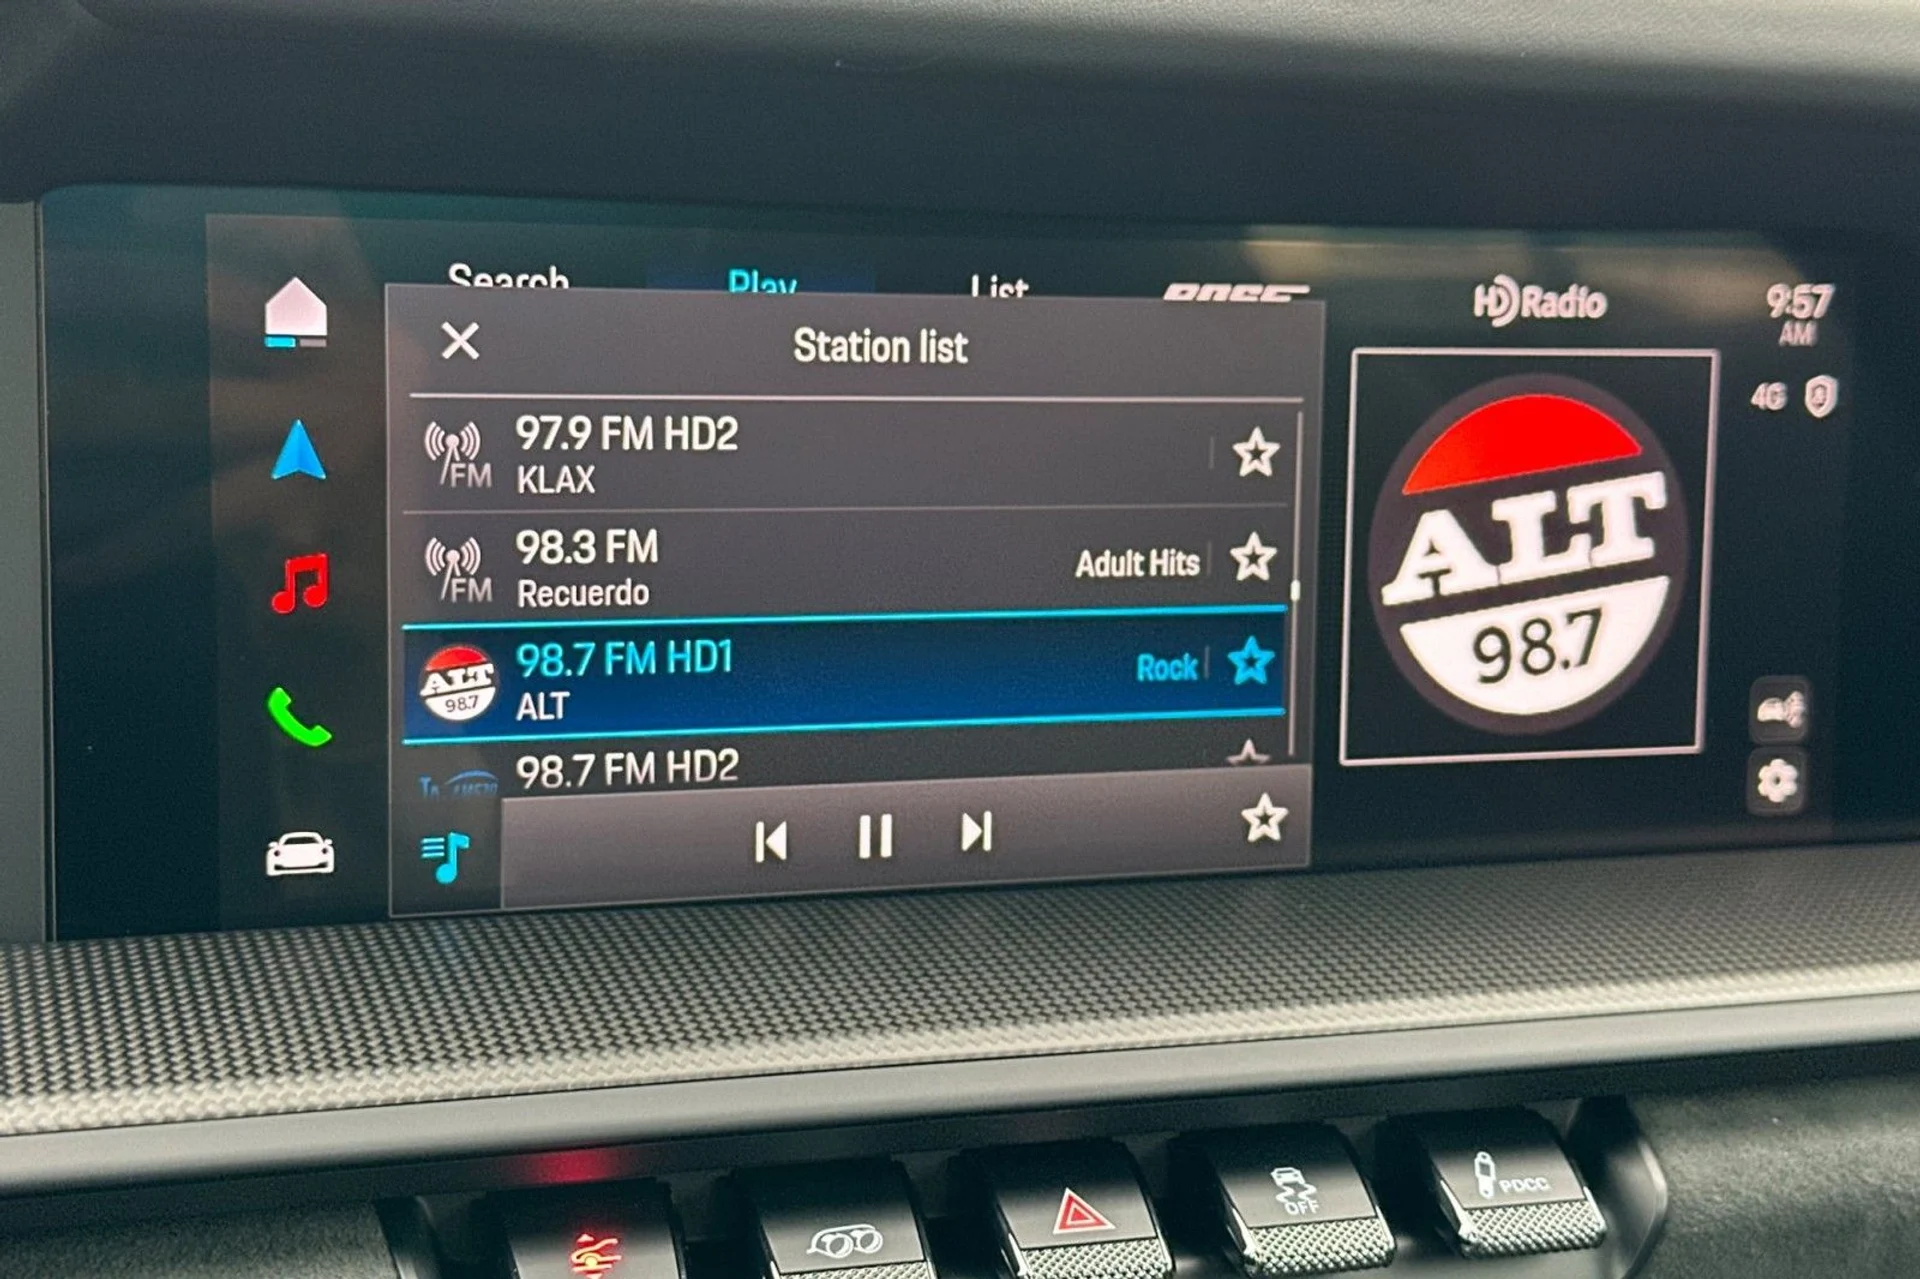 Search Play List BOSE
HD Radio
9:57
AM
4G
Station list
97.9 FM HD2
KLAX
FM
98.3 FM
Recuerdo
FM
Adult Hits
98.7 FM HD1
ALT
Rock
ALT
98.7
98.7 FM HD2
ALT
98.7
OFF
PDCC